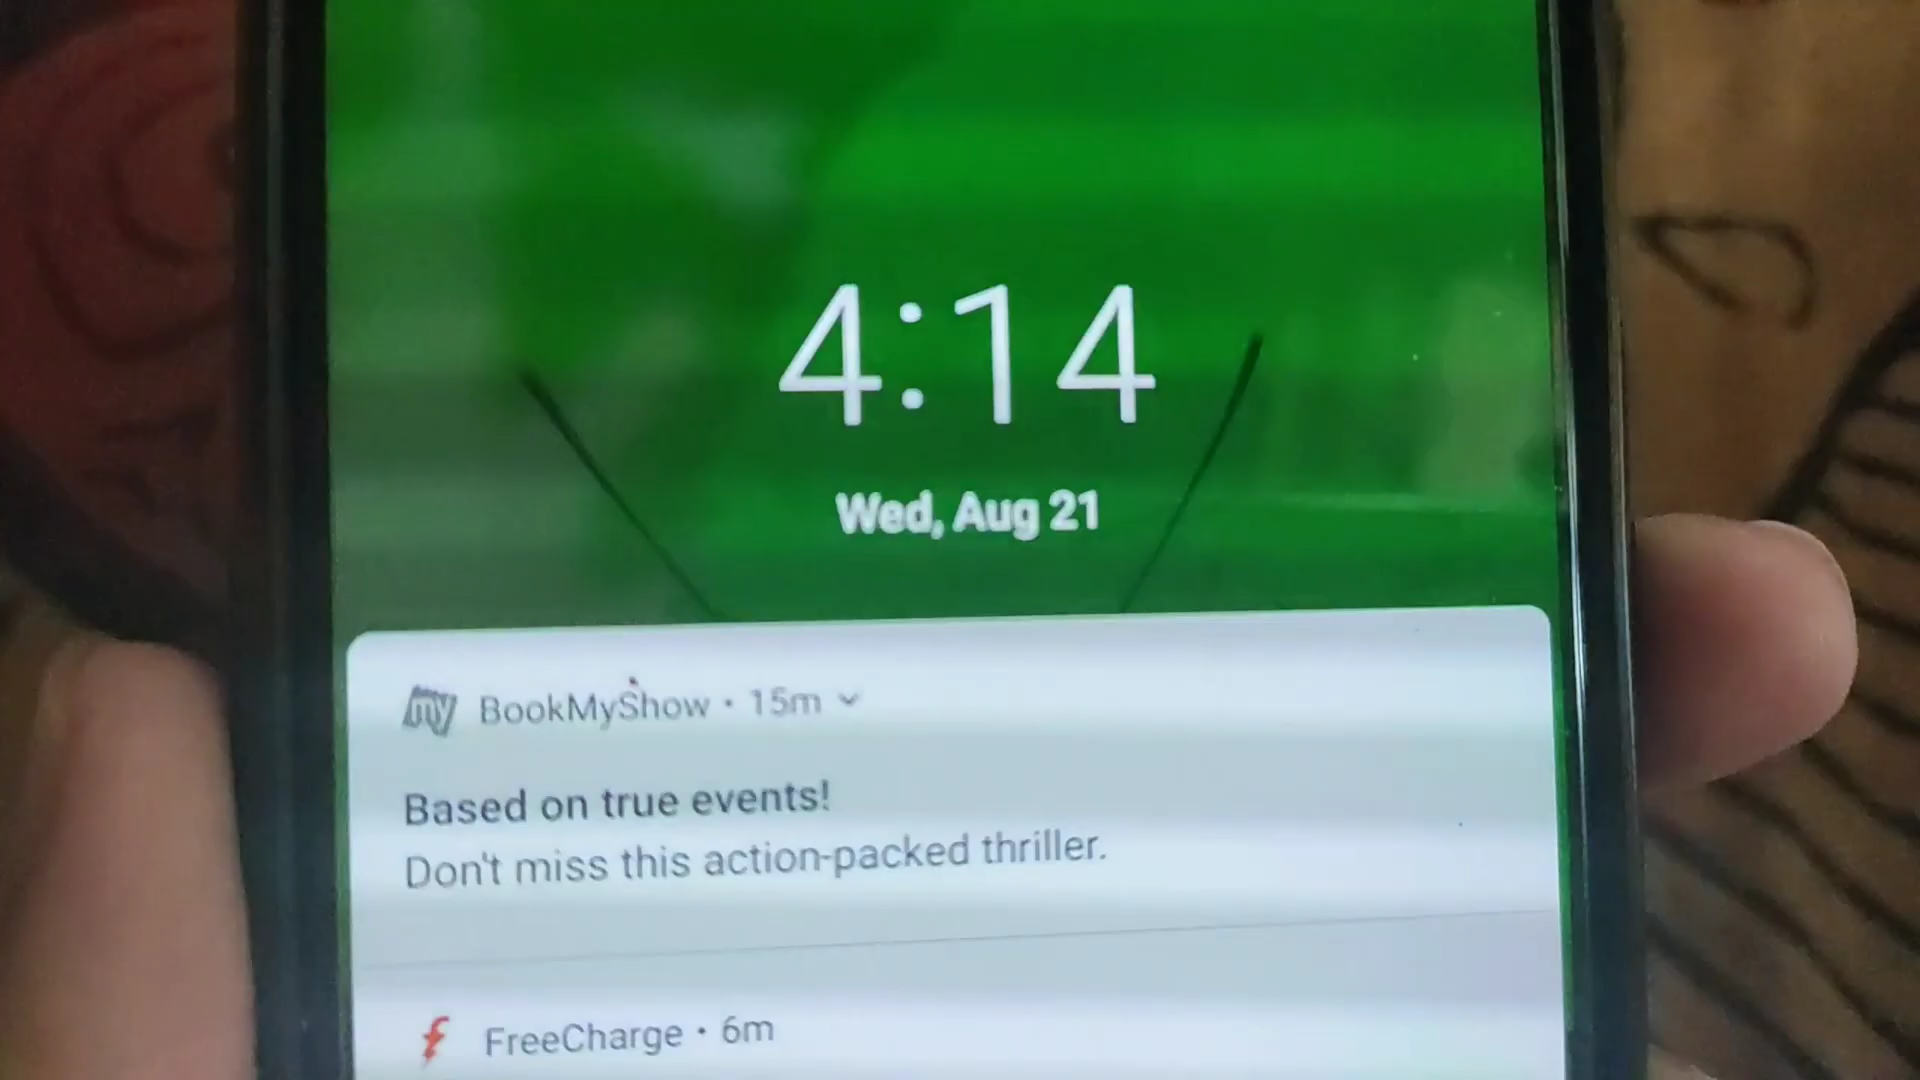 4:14
Wed, Aug 21
my BookMyShow • 15m
Based on true events!
Don't miss this action-packed thriller.
f FreeCharge • 6m